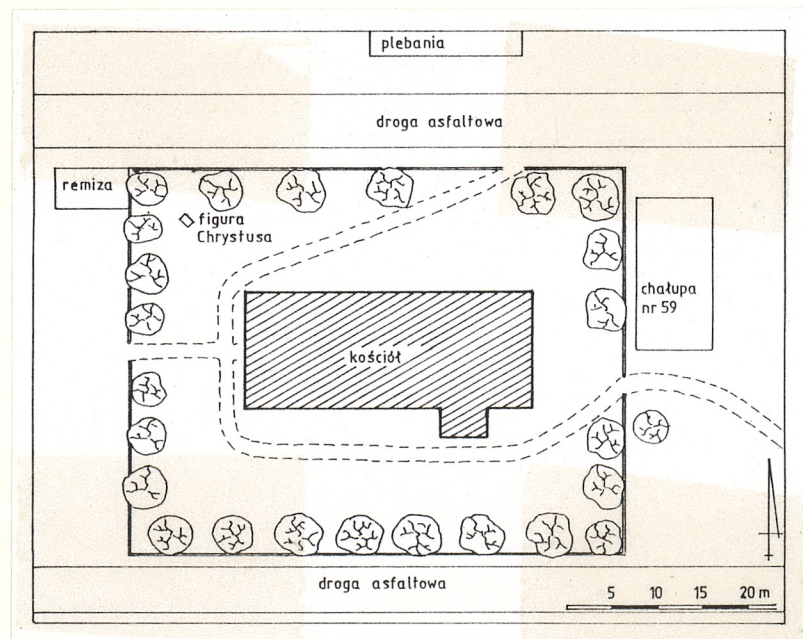 plebania
droga asfaltowa
remiza
figura
Chrystusa
chałupa
nr 59
kościół
droga asfaltowa
5 10 15 20 m